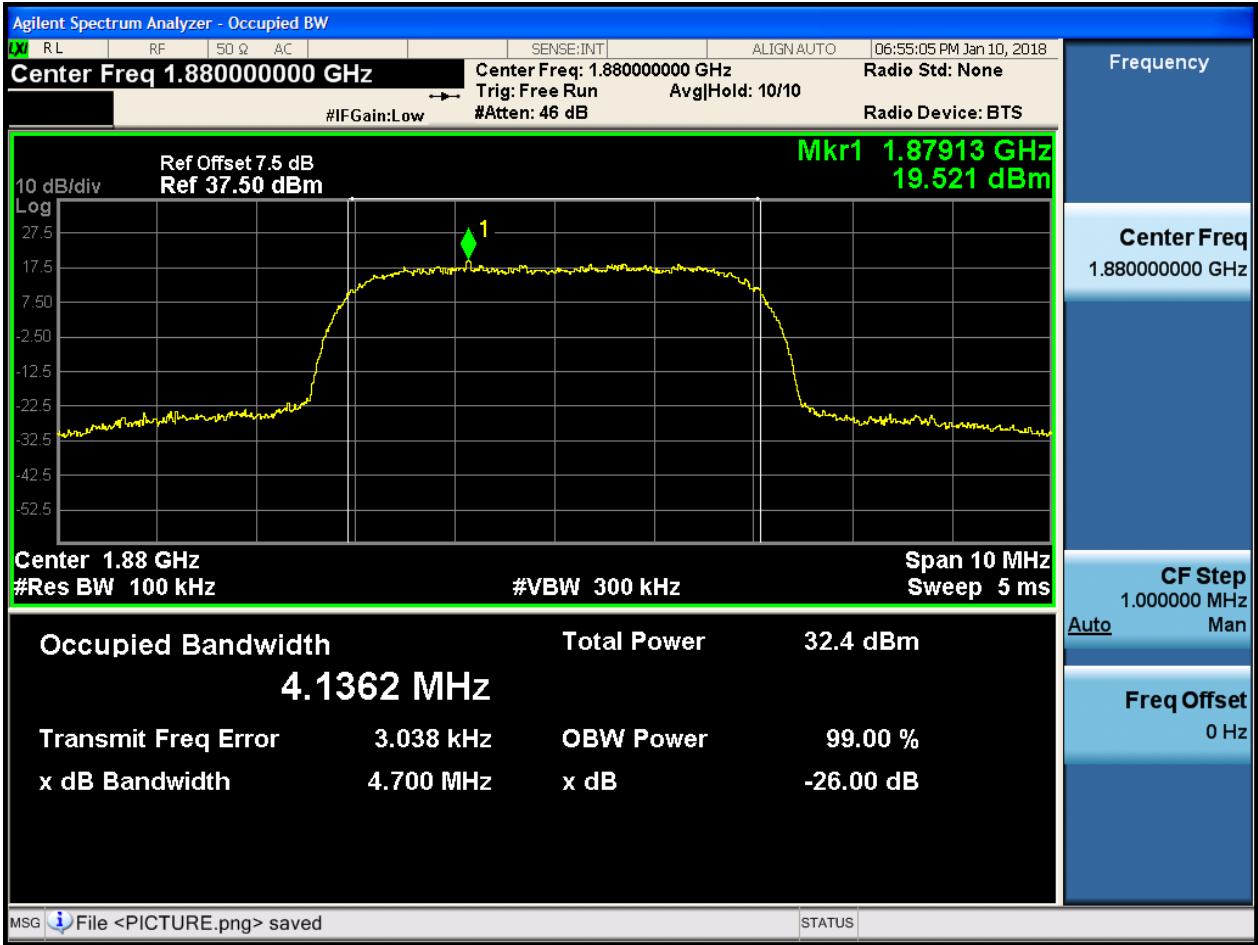 Agilent Spectrum Analyzer - Occupied BW
LXI RL RF 50 Ω AC SENSE:INT ALIGN AUTO 06:55:05 PM Jan 10, 2018
Center Freq 1.880000000 GHz
Center Freq: 1.880000000 GHz Radio Std: None
Trig: Free Run Avg|Hold: 10/10
#IFGain:Low #Atten: 46 dB Radio Device: BTS
Mkr1 1.87913 GHz
19.521 dBm
Ref Offset 7.5 dB
10 dB/div Ref 37.50 dBm
Log
27.5
17.5
7.50
-2.50
-12.5
-22.5
-32.5
-42.5
-52.5
1
Center 1.88 GHz Span 10 MHz
#Res BW 100 kHz #VBW 300 kHz Sweep 5 ms
Occupied Bandwidth Total Power 32.4 dBm
4.1362 MHz
Transmit Freq Error 3.038 kHz OBW Power 99.00 %
x dB Bandwidth 4.700 MHz x dB -26.00 dB
Frequency
Center Freq
1.880000000 GHz
CF Step
1.000000 MHz
Auto Man
Freq Offset
0 Hz
MSG File <PICTURE.png> saved STATUS